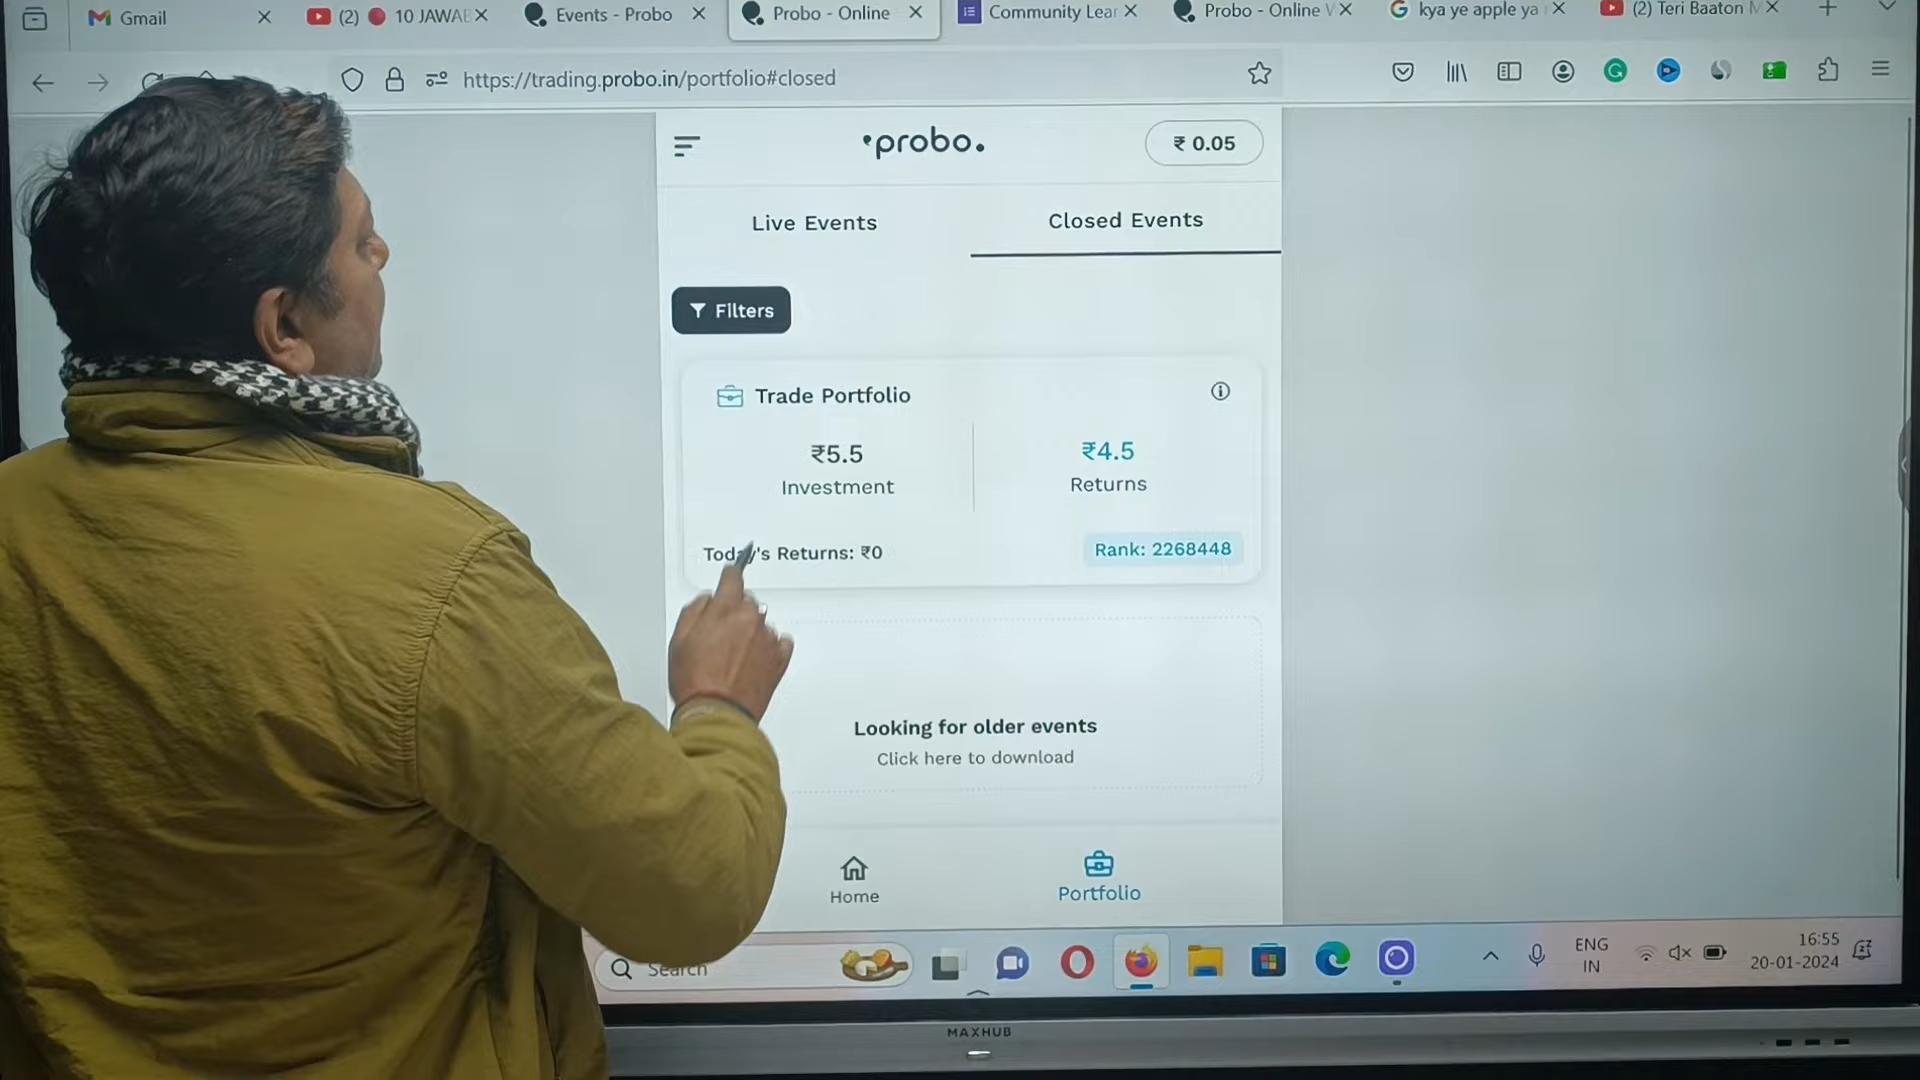 Gmail
(2) 🔴 10 JAWAB
Events - Probo
Probo - Online
Community Lear
Probo - Online V
kya ye apple ya
(2) Teri Baaton M
https://trading.probo.in/portfolio#closed
probo.
₹ 0.05
Live Events
Closed Events
Filters
Trade Portfolio
₹5.5
Investment
₹4.5
Returns
Today's Returns: ₹0
Rank: 2268448
Looking for older events
Click here to download
Home
Portfolio
Search
ENG
IN
16:55
20-01-2024
MAXHUB